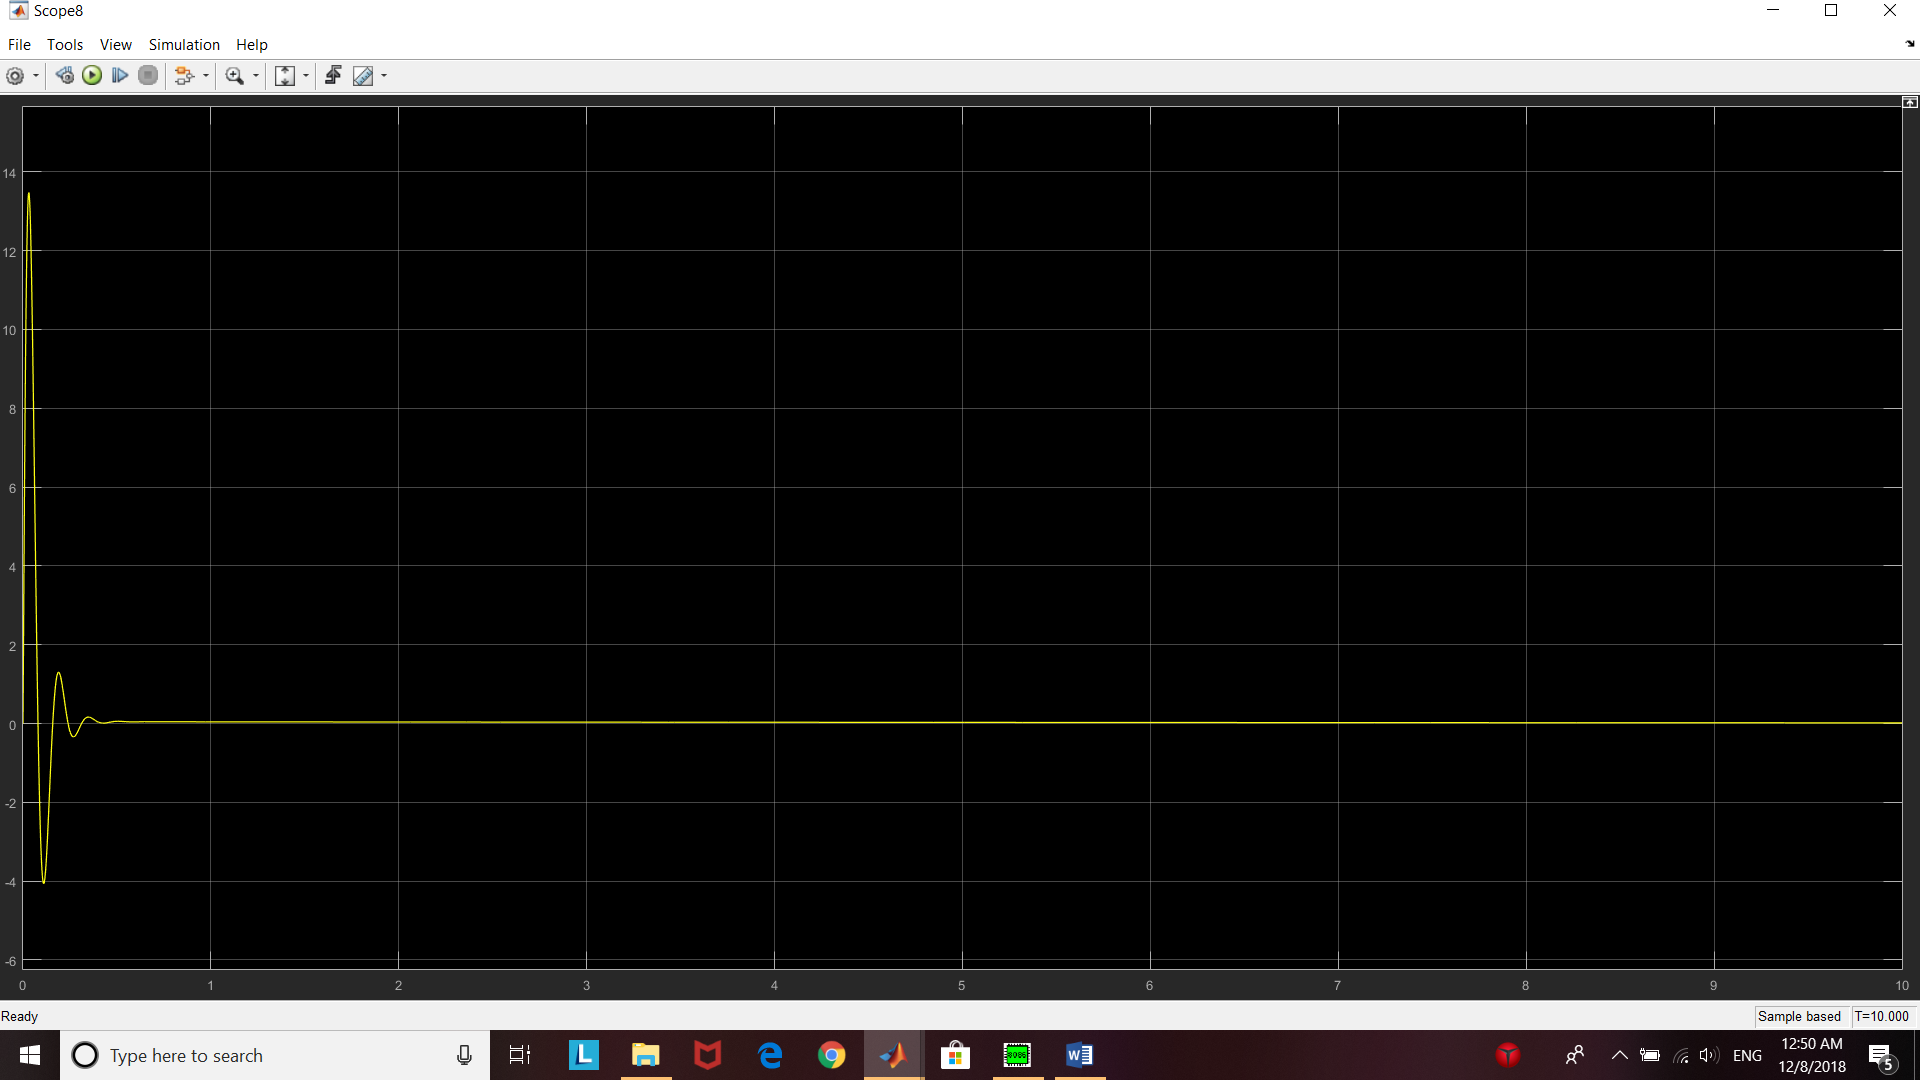 Scope8
File Tools View Simulation Help
14
12
10
8
6
4
2
0
-2
-4
-6
0 1 2 3 4 5 6 7 8 9 10
Ready
Sample based T=10.000
Type here to search
L
8086
W
ENG
12:50 AM
12/8/2018
5